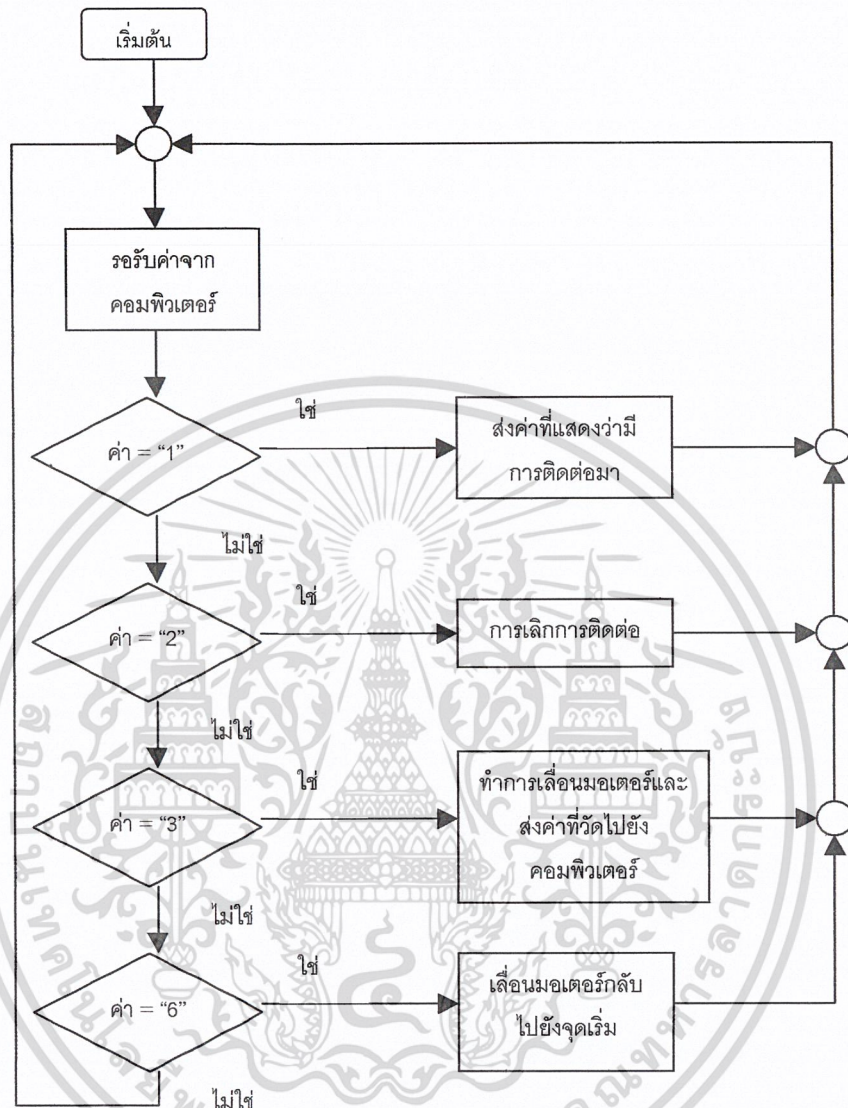 เริ่มต้น
รอรับค่าจาก
คอมพิวเตอร์
ค่า = “1”
ใช่
ส่งค่าที่แสดงว่ามี
การติดต่อมา
ไม่ใช่
ค่า = “2”
ใช่
การเลิกการติดต่อ
ไม่ใช่
ค่า = “3”
ใช่
ทำการเลื่อนมอเตอร์และ
ส่งค่าที่วัดไปยัง
คอมพิวเตอร์
ไม่ใช่
ค่า = “6”
ใช่
เลื่อนมอเตอร์กลับ
ไปยังจุดเริ่ม
ไม่ใช่